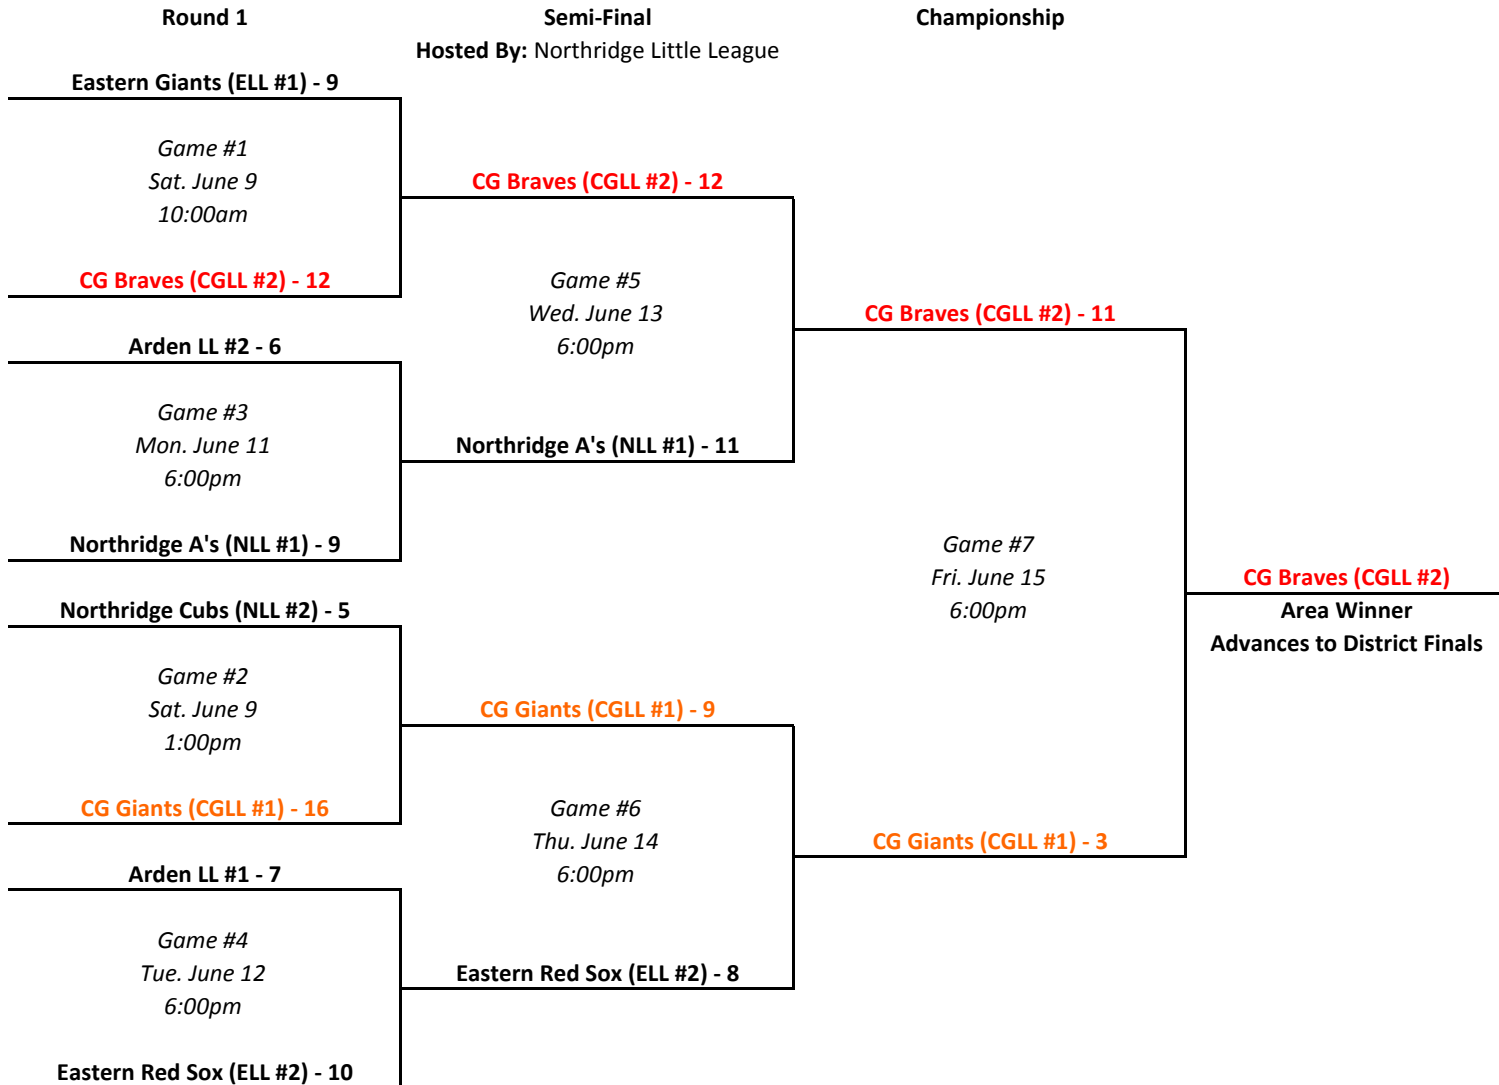 Round 1
Semi-Final
Championship
Hosted By: Northridge Little League
Eastern Giants (ELL #1) - 9
Game #1
Sat. June 9
10:00am
CG Braves (CGLL #2) - 12
Arden LL #2 - 6
Game #3
Mon. June 11
6:00pm
Northridge A's (NLL #1) - 9
Northridge Cubs (NLL #2) - 5
Game #2
Sat. June 9
1:00pm
CG Giants (CGLL #1) - 16
Arden LL #1 - 7
Game #4
Tue. June 12
6:00pm
Eastern Red Sox (ELL #2) - 10
CG Braves (CGLL #2) - 12
Game #5
Wed. June 13
6:00pm
Northridge A's (NLL #1) - 11
CG Giants (CGLL #1) - 9
Game #6
Thu. June 14
6:00pm
Eastern Red Sox (ELL #2) - 8
CG Braves (CGLL #2) - 11
Game #7
Fri. June 15
6:00pm
CG Giants (CGLL #1) - 3
CG Braves (CGLL #2)
Area Winner
Advances to District Finals